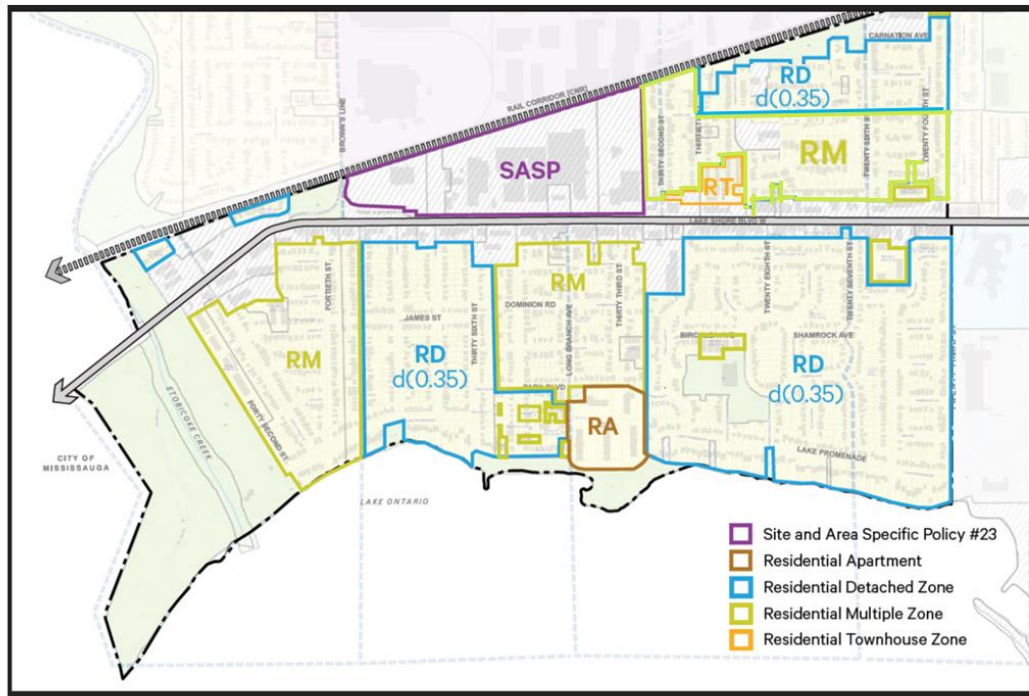 CARNATION AVE
RD
d(0.35)
RAIL CORRIDOR (CNR)
BROWN'S LINE
THIRTY SECOND ST
TWENTY SIXTH ST
TWENTY FOURTH ST
SASP
RM
RT
LAKE SHORE BLVD W
FORTIETH ST
JAMES ST
THIRTY SIXTH ST
DOMINION RD
RM
LONG BRANCH AVE
THIRTY THIRD ST
TWENTY EIGHTH ST
TWENTY SEVENTH ST
SHAMROCK AVE
RM
RD
d(0.35)
RD
d(0.35)
PARK BLVD
RA
FORTY SECOND ST
ETOBICOKE CREEK
LAKE PROMENADE
CITY OF
MISSISSAUGA
LAKE ONTARIO
Site and Area Specific Policy #23
Residential Apartment
Residential Detached Zone
Residential Multiple Zone
Residential Townhouse Zone